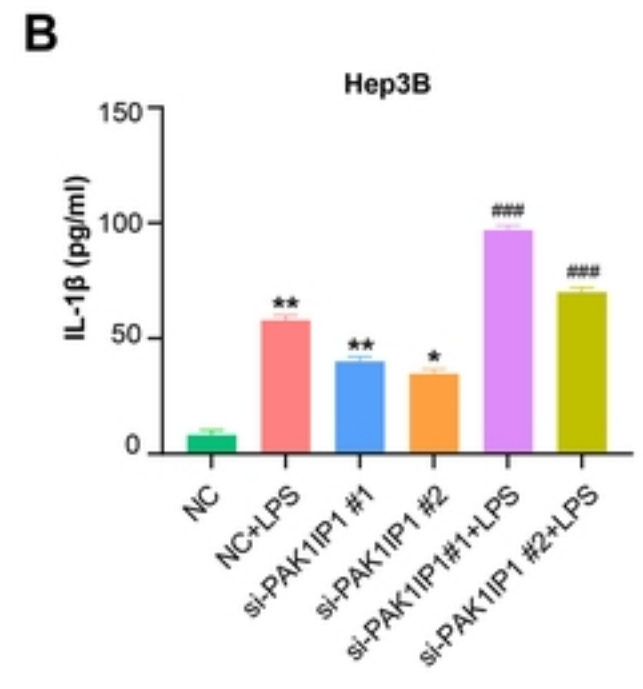 B
Hep3B
IL-1β (pg/ml)
150
100
50
0
**
**
*
###
###
NC
NC+LPS
si-PAK1IP1 #1
si-PAK1IP1 #2
si-PAK1IP1#1+LPS
si-PAK1IP1 #2+LPS